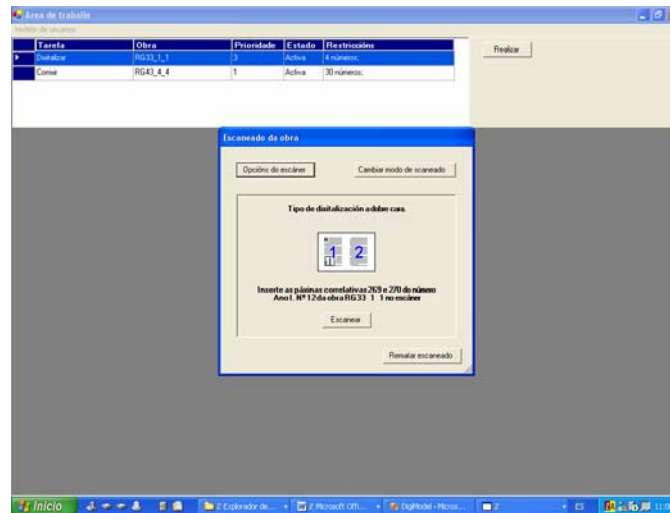 Área de traballo
Tarefa Obra Prioridade Estado Restriccións
Dixitalizar RG33_1_1 3 Activa 4 números;
Corrixir RG43_4_4 1 Activa 30 números;
Realizar
Escaneado da obra
Opcións do escáner
Cambiar modo de scaneado
Tipo de dixitalización a dobre cara.
1 2
Inserte as páxinas correlativas 269 e 270 do número
Ano I. Nº 12 da obra RG33_1_1 no escáner
Escanear
Rematar escaneado
Inicio
2 Explorador de...
2 Microsoft Offi...
DigiModel - Micros...
2
ES